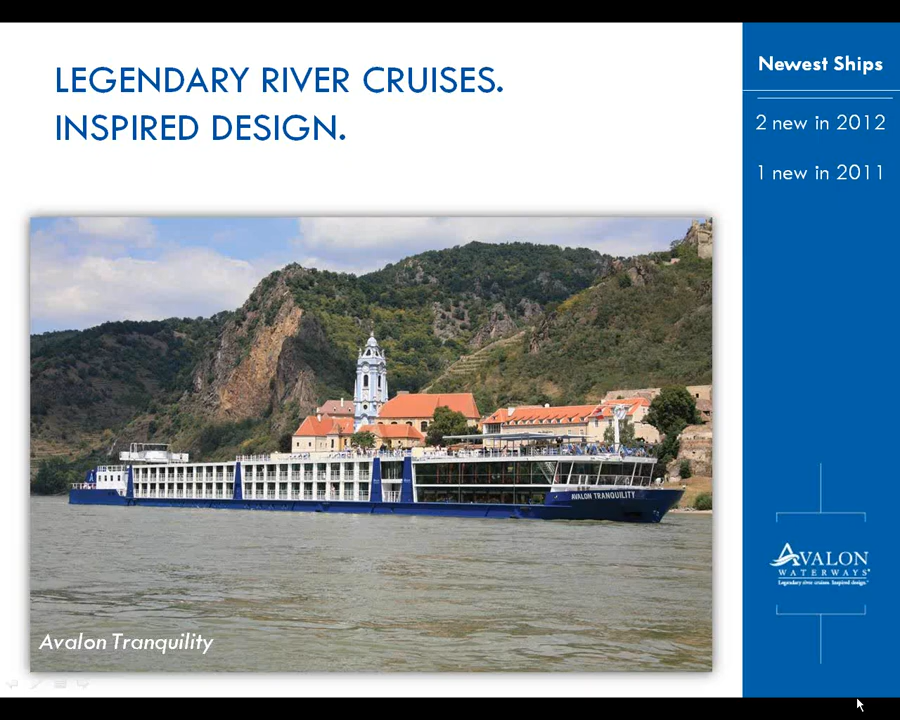 LEGENDARY RIVER CRUISES.
INSPIRED DESIGN.
Newest Ships
2 new in 2012
1 new in 2011
AVALON TRANQUILITY
Avalon Tranquility
AVALON
WATERWAYS®
Legendary river cruises. Inspired design.™